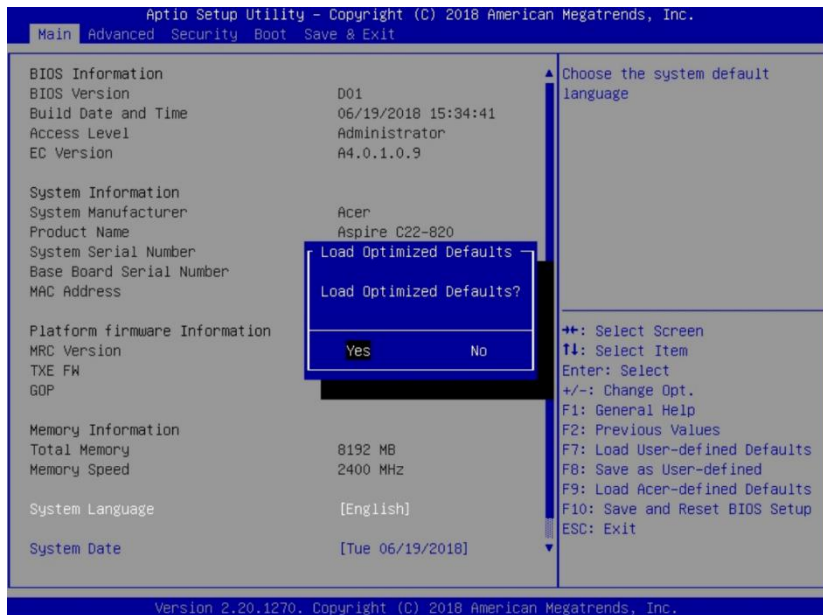 Aptio Setup Utility – Copyright (C) 2018 American Megatrends, Inc.
Main Advanced Security Boot Save & Exit
BIOS Information
BIOS Version D01
Build Date and Time 06/19/2018 15:34:41
Access Level Administrator
EC Version A4.0.1.0.9
System Information
System Manufacturer Acer
Product Name Aspire C22-820
System Serial Number
Base Board Serial Number
MAC Address
Platform firmware Information
MRC Version
TXE FW
GOP
Memory Information
Total Memory 8192 MB
Memory Speed 2400 MHz
System Language [English]
System Date [Tue 06/19/2018]
Load Optimized Defaults
Load Optimized Defaults?
Yes No
Choose the system default
language
→←: Select Screen
↑↓: Select Item
Enter: Select
+/-: Change Opt.
F1: General Help
F2: Previous Values
F7: Load User-defined Defaults
F8: Save as User-defined
F9: Load Acer-defined Defaults
F10: Save and Reset BIOS Setup
ESC: Exit
Version 2.20.1270. Copyright (C) 2018 American Megatrends, Inc.